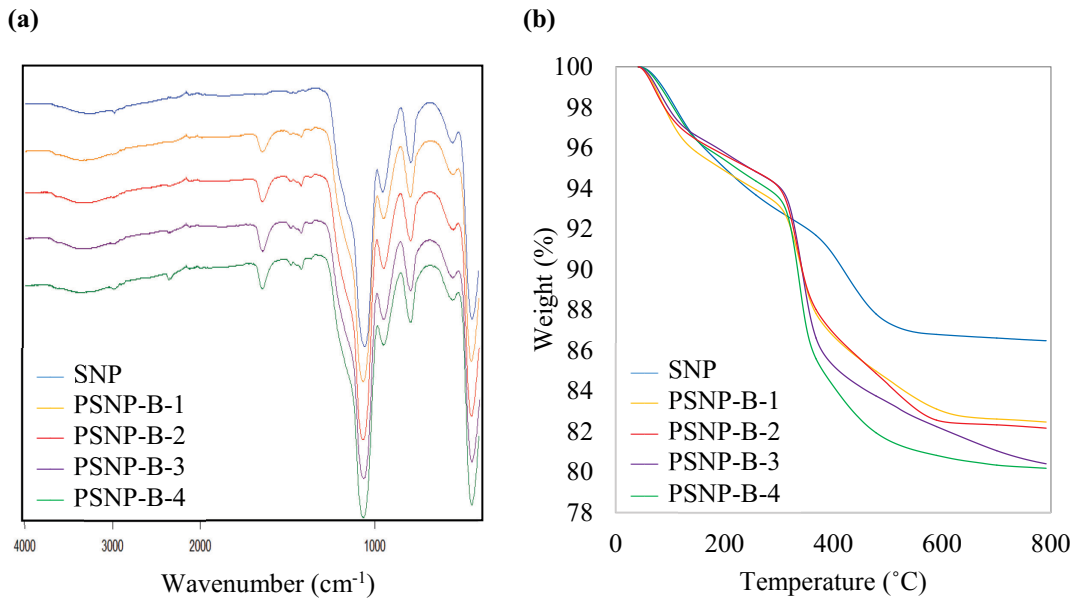 (a)
SNP
PSNP-B-1
PSNP-B-2
PSNP-B-3
PSNP-B-4
4000 3000 2000 1000
Wavenumber (cm-1)
(b)
100
98
96
94
92
90
88
86
84
82
80
78
Weight (%)
SNP
PSNP-B-1
PSNP-B-2
PSNP-B-3
PSNP-B-4
0 200 400 600 800
Temperature (˚C)